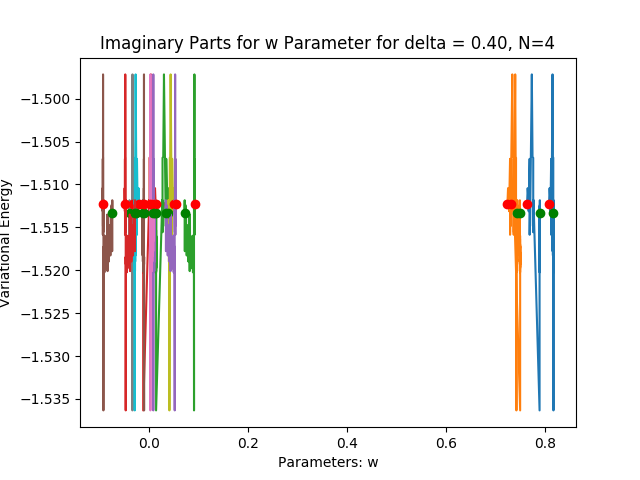 Imaginary Parts for w Parameter for delta = 0.40, N=4
−1.500
−1.505
−1.510
−1.515
−1.520
−1.525
−1.530
−1.535
Variational Energy
0.0 0.2 0.4 0.6 0.8
Parameters: w